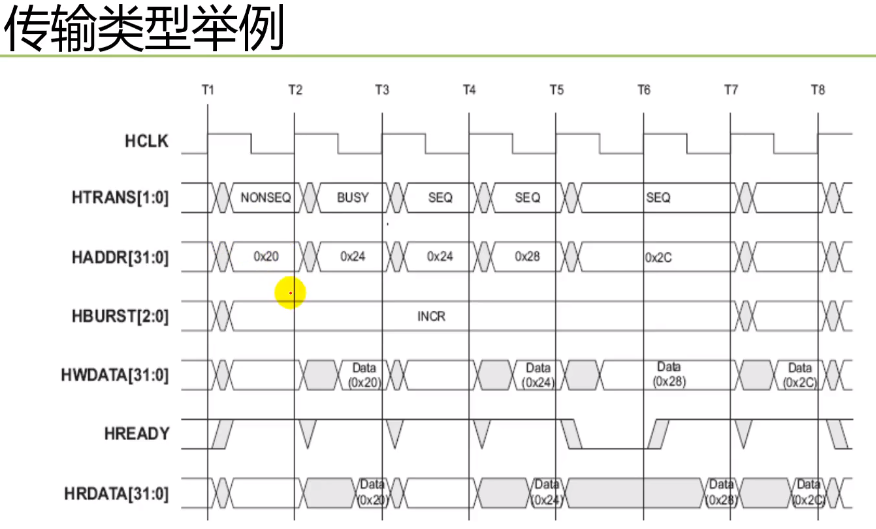 传输类型举例
T1 T2 T3 T4 T5 T6 T7 T8
HCLK
HTRANS[1:0] NONSEQ BUSY SEQ SEQ SEQ
HADDR[31:0] 0x20 0x24 0x24 0x28 0x2C
HBURST[2:0] INCR
HWDATA[31:0] Data (0x20) Data (0x24) Data (0x28) Data (0x2C)
HREADY
HRDATA[31:0] Data (0x20) Data (0x24) Data (0x28) Data (0x2C)